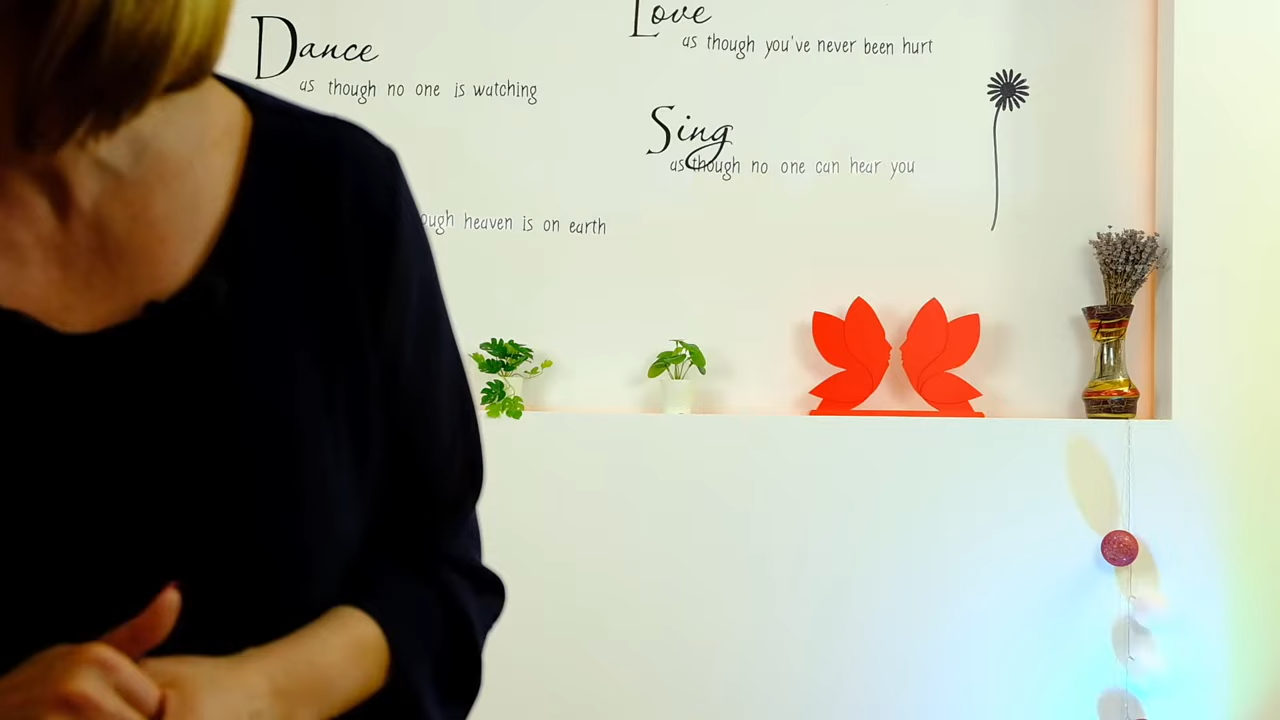 Dance
as though no one is watching
Love
as though you've never been hurt
Sing
as though no one can hear you
heaven is on earth